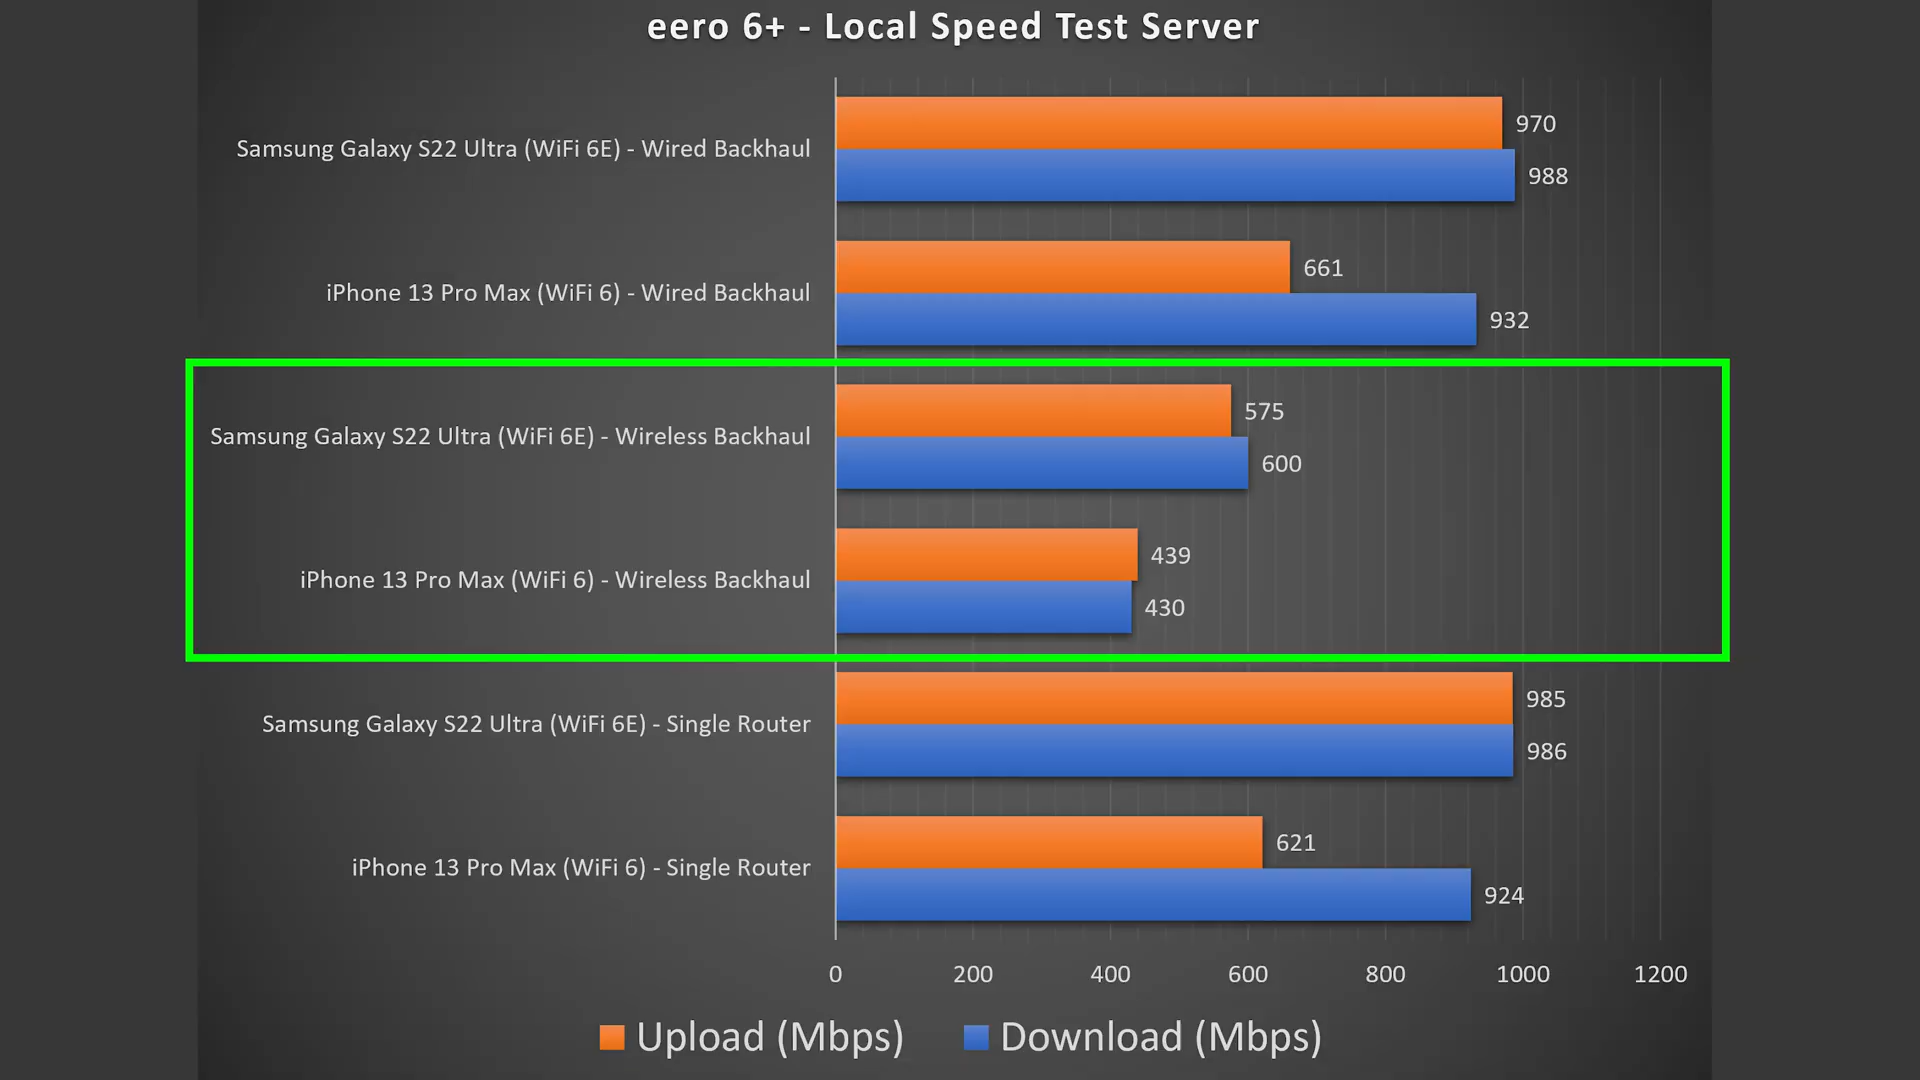 eero 6+ - Local Speed Test Server
Samsung Galaxy S22 Ultra (WiFi 6E) - Wired Backhaul
970
988
iPhone 13 Pro Max (WiFi 6) - Wired Backhaul
661
932
Samsung Galaxy S22 Ultra (WiFi 6E) - Wireless Backhaul
575
600
iPhone 13 Pro Max (WiFi 6) - Wireless Backhaul
439
430
Samsung Galaxy S22 Ultra (WiFi 6E) - Single Router
985
986
iPhone 13 Pro Max (WiFi 6) - Single Router
621
924
0 200 400 600 800 1000 1200
Upload (Mbps) Download (Mbps)